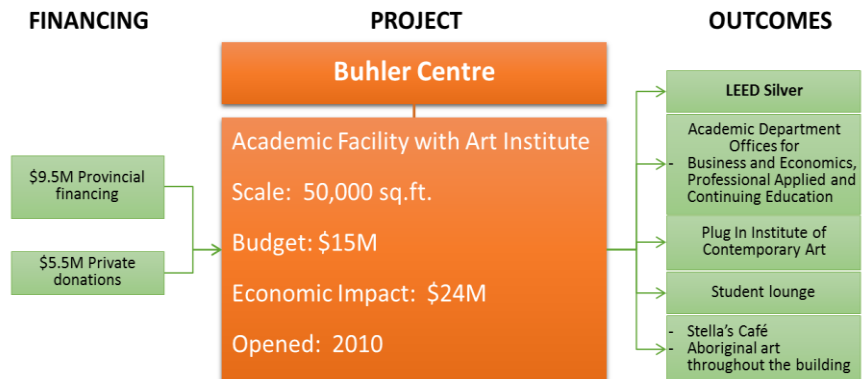 FINANCING
PROJECT
OUTCOMES
$9.5M Provincial
financing
$5.5M Private
donations
Buhler Centre
Academic Facility with Art Institute
Scale: 50,000 sq.ft.
Budget: $15M
Economic Impact: $24M
Opened: 2010
LEED Silver
Academic Department
Offices for
- Business and Economics,
Professional Applied and
Continuing Education
Plug In Institute of
Contemporary Art
Student lounge
- Stella's Café
- Aboriginal art
throughout the building